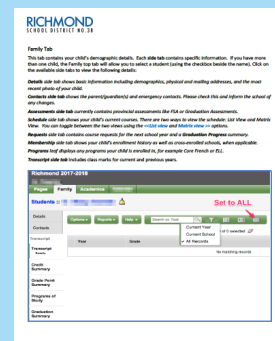 RICHMOND
SCHOOL DISTRICT NO.38
Family Tab
This tab contains your child's demographic details. Each side tab contains specific information. If you have more
than one child, the Family top tab will allow you to select a student (using the checkbox beside the name). Click on
the available side tabs to view the following details:
Details side tab shows basic information including demographics, physical and mailing addresses, and the most
recent photo of your child.
Contacts side tab shows the parent/guardian(s) and emergency contacts. Please check this and inform the school of
any changes.
Assessments side tab currently contains provincial assessments like FSA or Graduation Assessments.
Schedule side tab shows your child's current courses. There are two ways to view the schedule: List View and Matrix
View. You can toggle between the two views using the <<List view and Matrix view >> options.
Requests side tab contains course requests for the next school year and a Graduation Progress summary.
Membership side tab shows your child's enrollment history as well as cross-enrolled schools, when applicable.
Programs leaf displays any programs your child is enrolled in, for example Core French or ELL.
Transcript side tab includes class marks for current and previous years.
Richmond 2017-2018
Pages Family Academics
Students ::
Set to ALL
Details
Options Reports Help Search on Year
Contacts
Current Year
Current School
All Records
0 of 0 selected
Transcript
Year Grade
No matching records
Transcript
Credit
Summary
Grade Point
Summary
Programs of
Study
Graduation
Summary